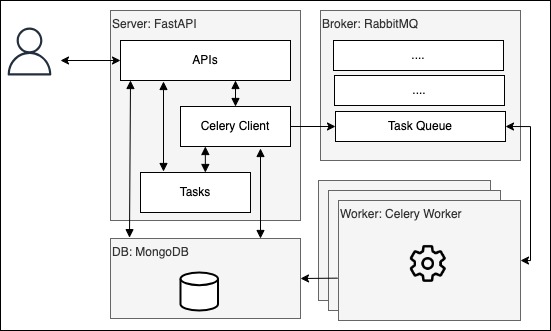 Server: FastAPI
APIs
Celery Client
Tasks
Broker: RabbitMQ
....
....
Task Queue
Worker: Celery Worker
DB: MongoDB